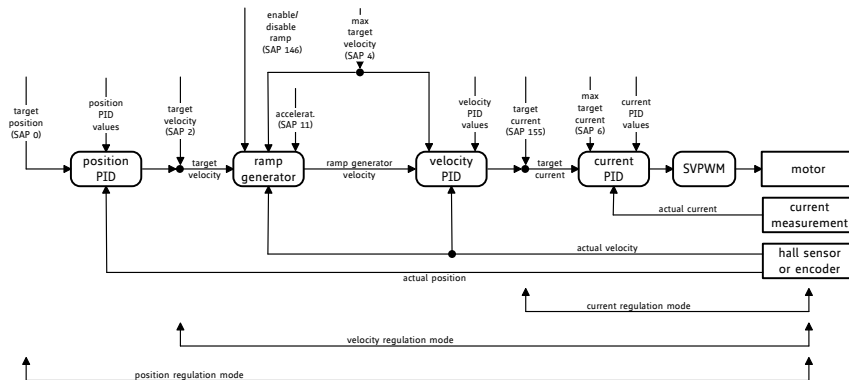 enable/
disable
ramp
(SAP 146)
max
target
velocity
(SAP 4)
target
position
(SAP 0)
position
PID
values
target
velocity
(SAP 2)
accelerat.
(SAP 11)
velocity
PID
values
target
current
(SAP 155)
max
target
current
(SAP 6)
current
PID
values
position
PID
target
velocity
ramp
generator
ramp generator
velocity
velocity
PID
target
current
current
PID
SVPWM
motor
actual current
current
measurement
actual velocity
hall sensor
or encoder
actual position
current regulation mode
velocity regulation mode
position regulation mode